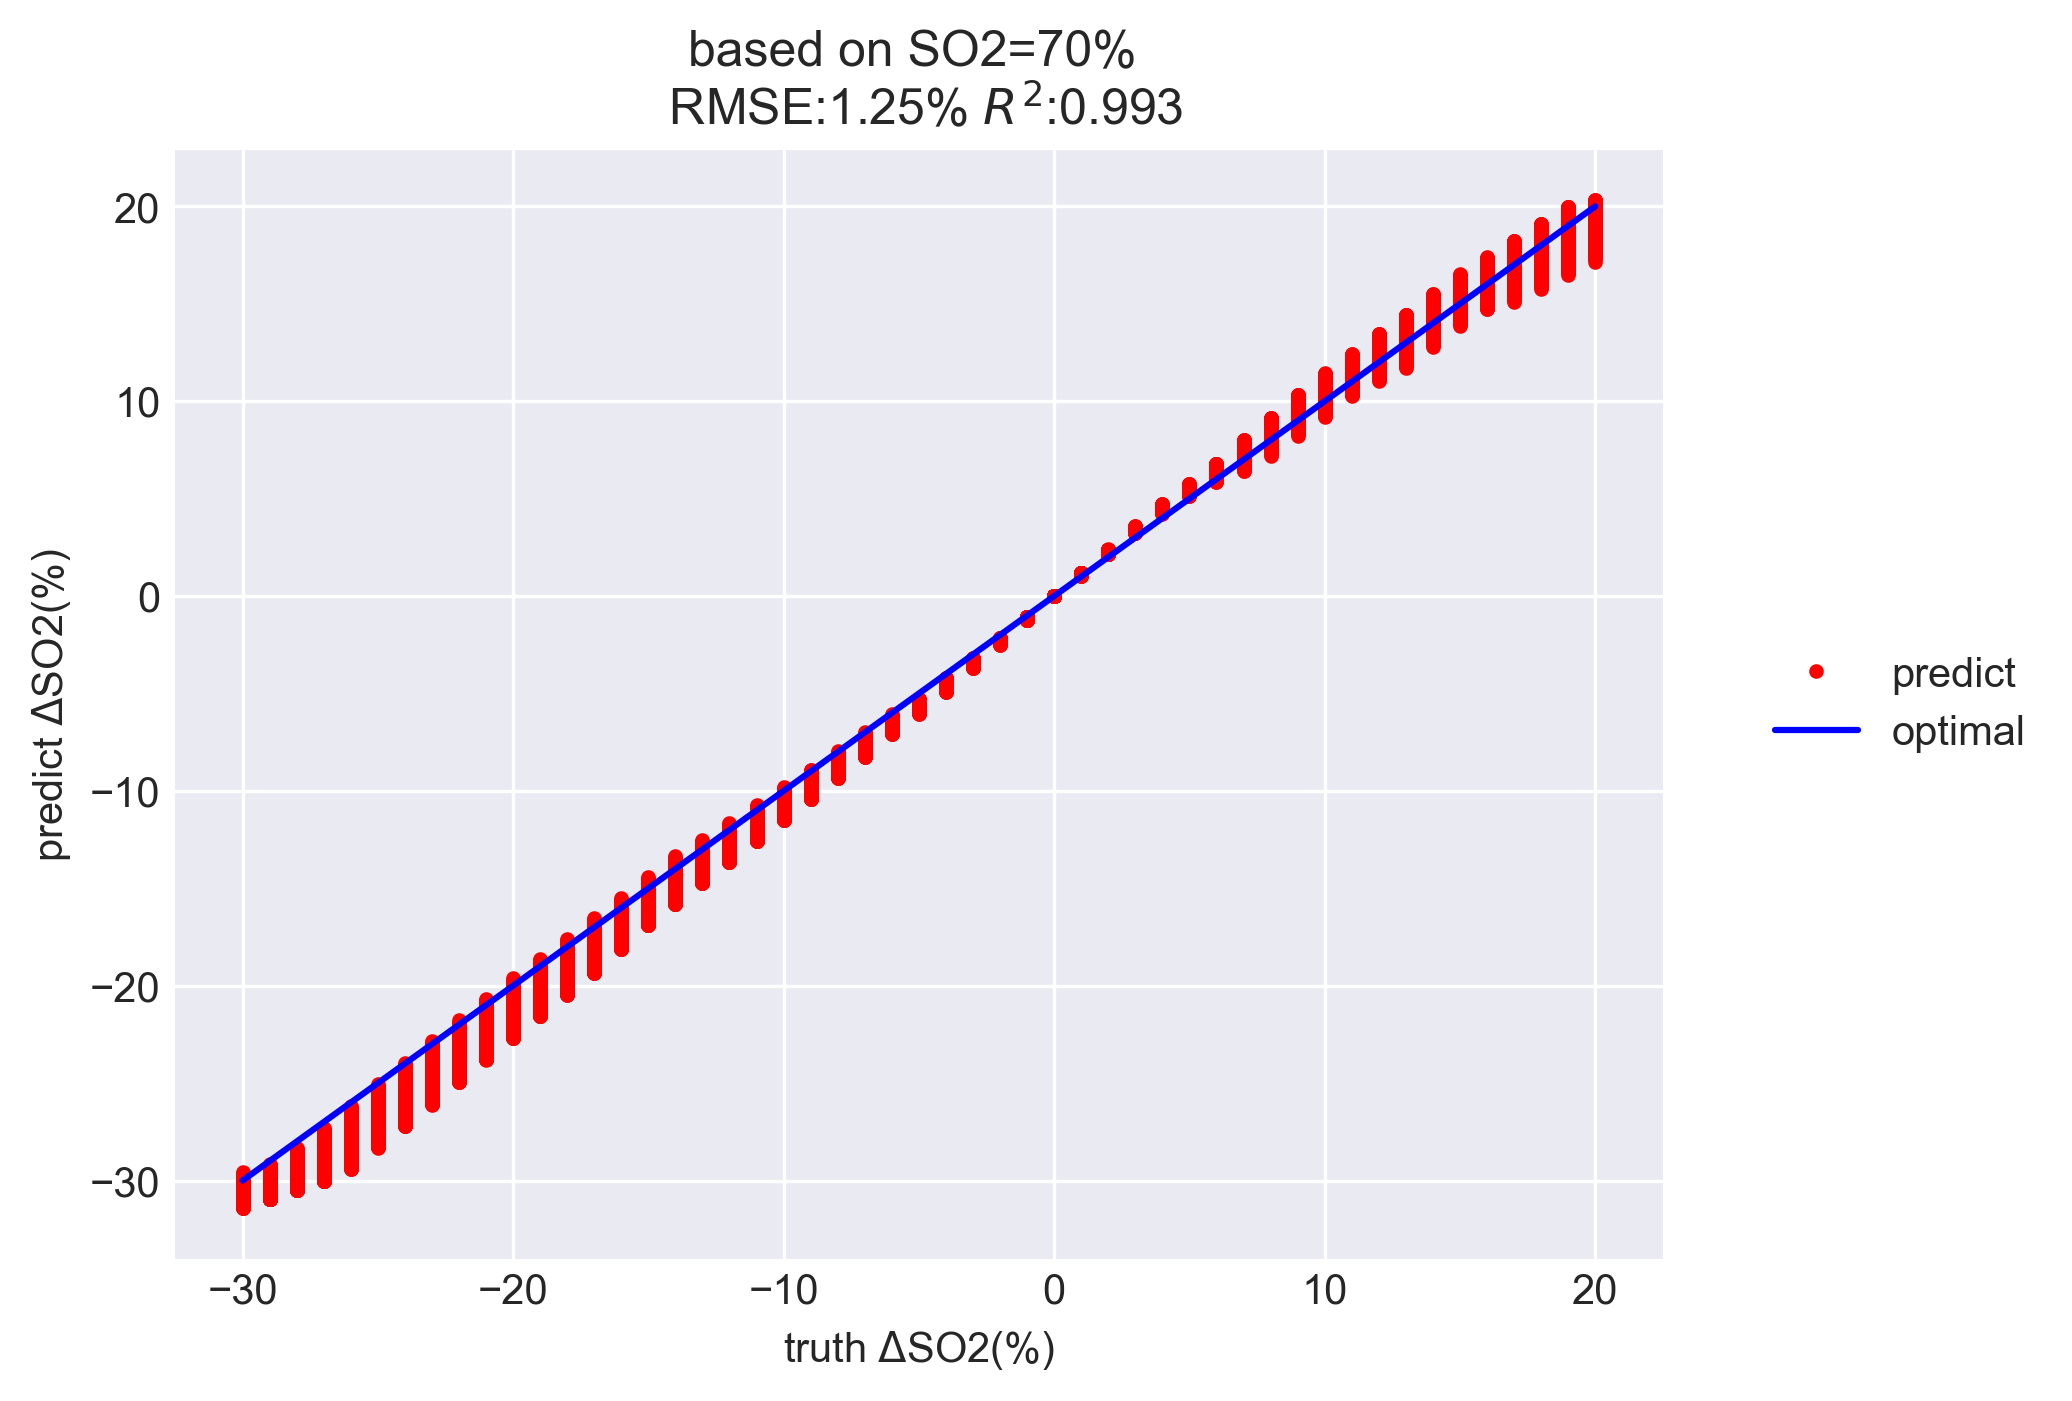 based on SO2=70%
RMSE:1.25% R²:0.993
20
10
0
−10
−20
−30
predict ΔSO2(%)
−30
−20
−10
0
10
20
truth ΔSO2(%)
predict
optimal